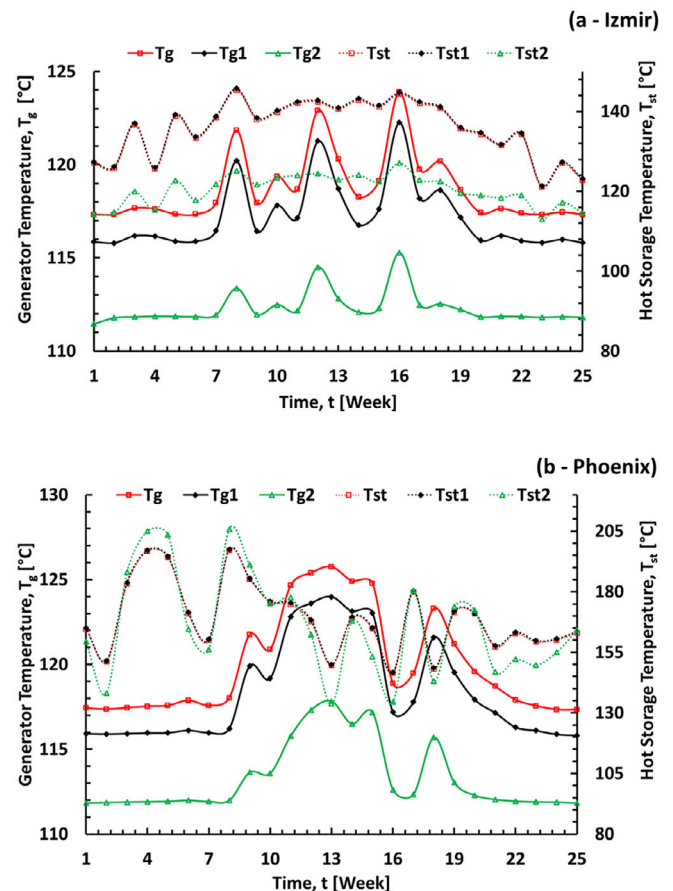 (a - Izmir)
Tg Tg1 Tg2 Tst Tst1 Tst2
125
120
115
110
Generator Temperature, Tg [°C]
140
120
100
80
Hot Storage Temperature, Tst [°C]
1 4 7 10 13 16 19 22 25
Time, t [Week]
(b - Phoenix)
Tg Tg1 Tg2 Tst Tst1 Tst2
130
125
120
115
110
Generator Temperature, Tg [°C]
205
180
155
130
105
80
Hot Storage Temperature, Tst [°C]
1 4 7 10 13 16 19 22 25
Time, t [Week]